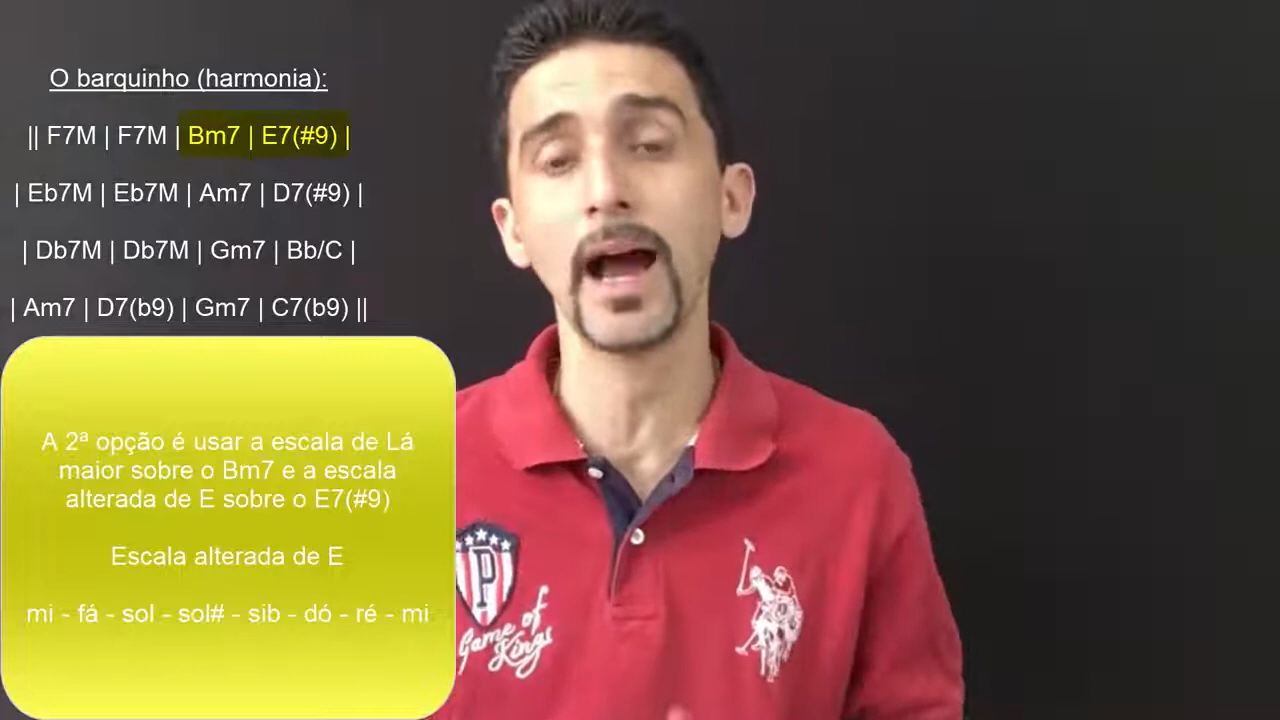 O barquinho (harmonia):
|| F7M | F7M | Bm7 | E7(#9) |
| Eb7M | Eb7M | Am7 | D7(#9) |
| Db7M | Db7M | Gm7 | Bb/C |
| Am7 | D7(b9) | Gm7 | C7(b9) ||
A 2ª opção é usar a escala de Lá
maior sobre o Bm7 e a escala
alterada de E sobre o E7(#9)
Escala alterada de E
mi - fá - sol - sol# - sib - dó - ré - mi
P
Game of
Kings